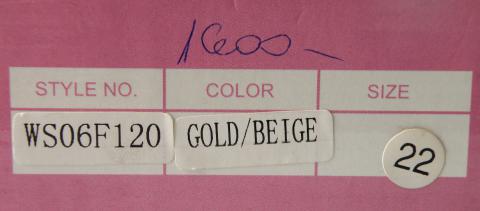 1600-
STYLE NO. COLOR SIZE
WS06F120 GOLD/BEIGE 22